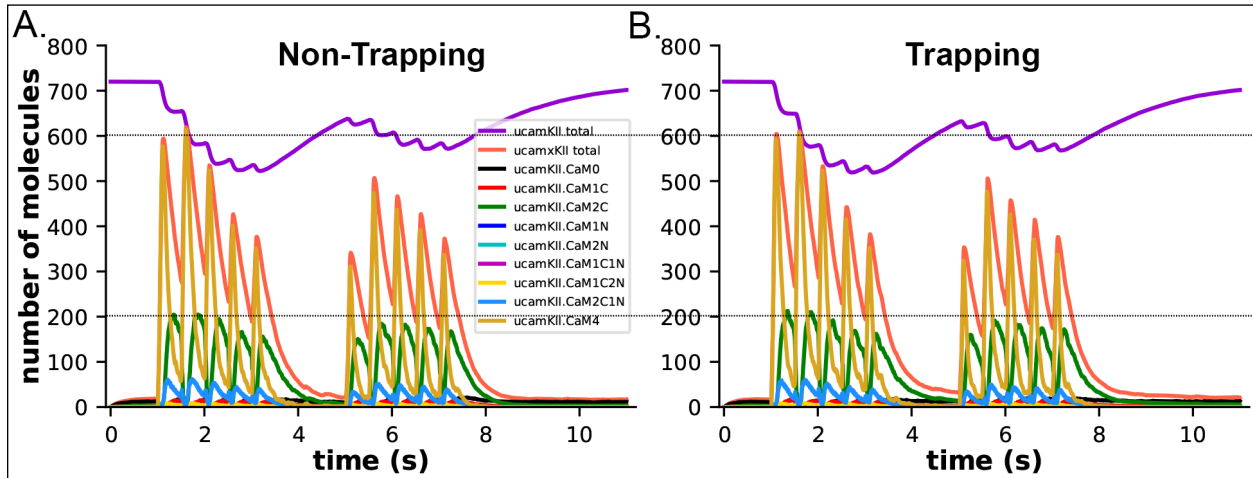 A.
Non-Trapping
number of molecules
800
700
600
500
400
300
200
100
0
0
2
4
6
8
10
time (s)
ucamKII total
ucamxKII total
ucamKII.CaM0
ucamKII.CaM1C
ucamKII.CaM2C
ucamKII.CaM1N
ucamKII.CaM2N
ucamKII.CaM1C1N
ucamKII.CaM1C2N
ucamKII.CaM2C1N
ucamKII.CaM4
B.
Trapping
800
700
600
500
400
300
200
100
0
0
2
4
6
8
10
time (s)